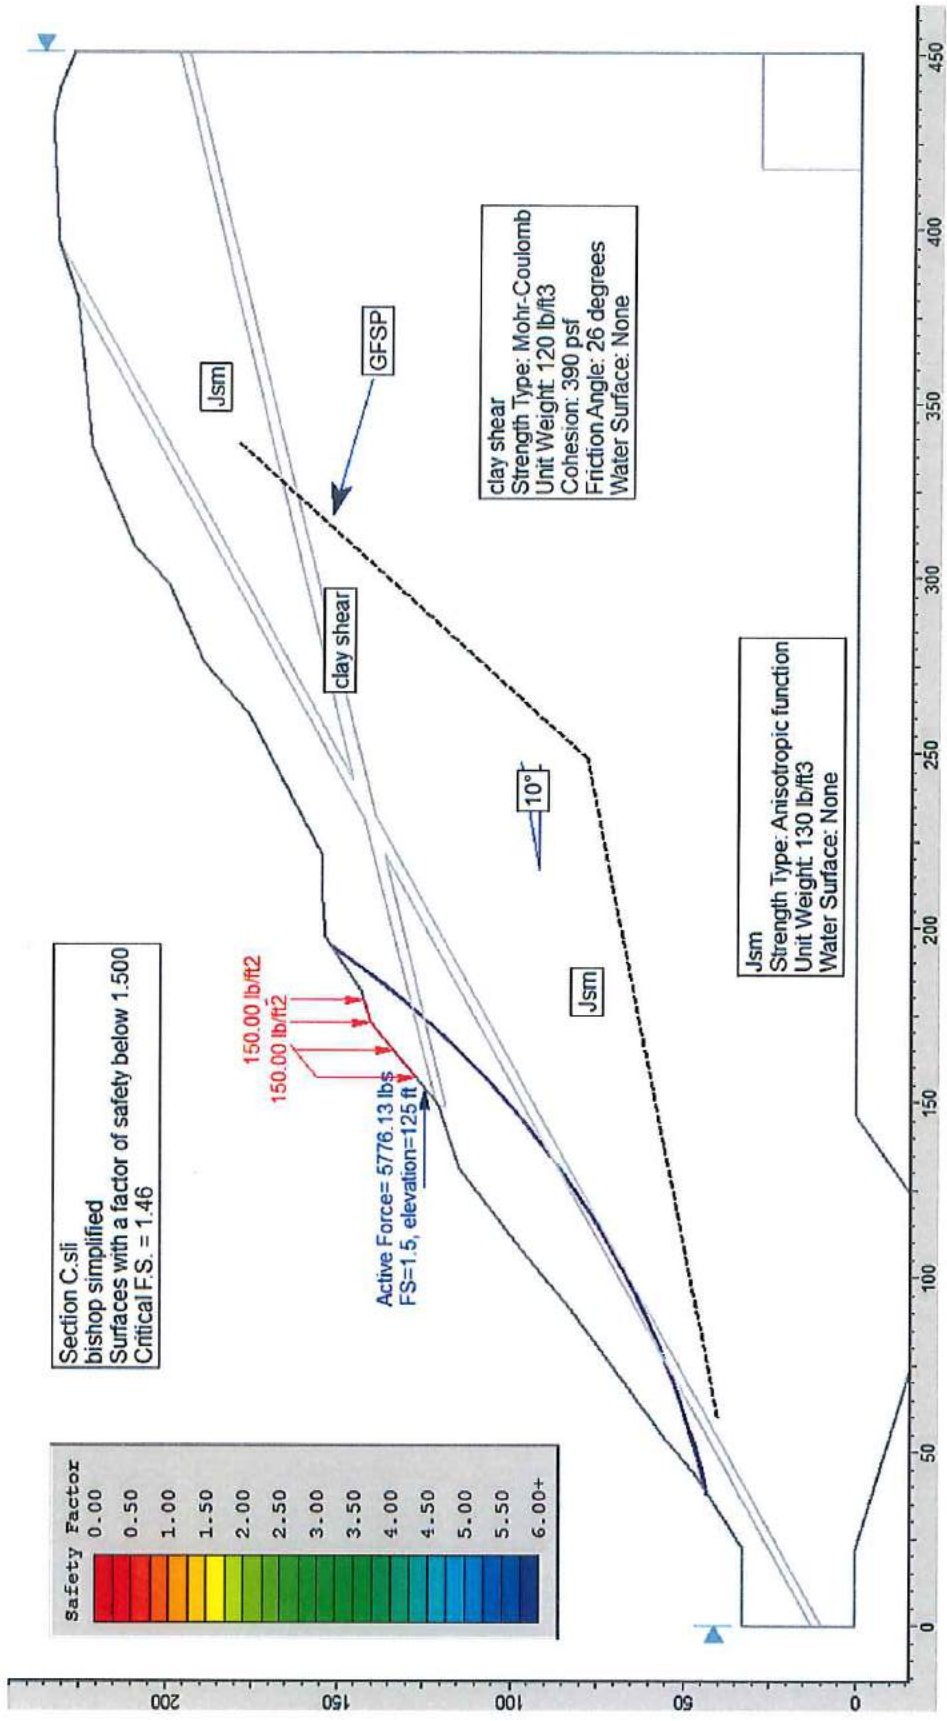 Safety Factor
0.00
0.50
1.00
1.50
2.00
2.50
3.00
3.50
4.00
4.50
5.00
5.50
6.00+
Section C.sli
bishop simplified
Surfaces with a factor of safety below 1.500
Critical F.S. = 1.46
150.00 lb/ft2
150.00 lb/ft2
Active Force= 5776.13 lbs
FS=1.5, elevation=125 ft
clay shear
Jsm
GFSP
10°
Jsm
clay shear
Strength Type: Mohr-Coulomb
Unit Weight: 120 lb/ft3
Cohesion: 390 psf
Friction Angle: 26 degrees
Water Surface: None
Jsm
Strength Type: Anisotropic function
Unit Weight: 130 lb/ft3
Water Surface: None
200
150
100
50
0
0
50
100
150
200
250
300
350
400
450